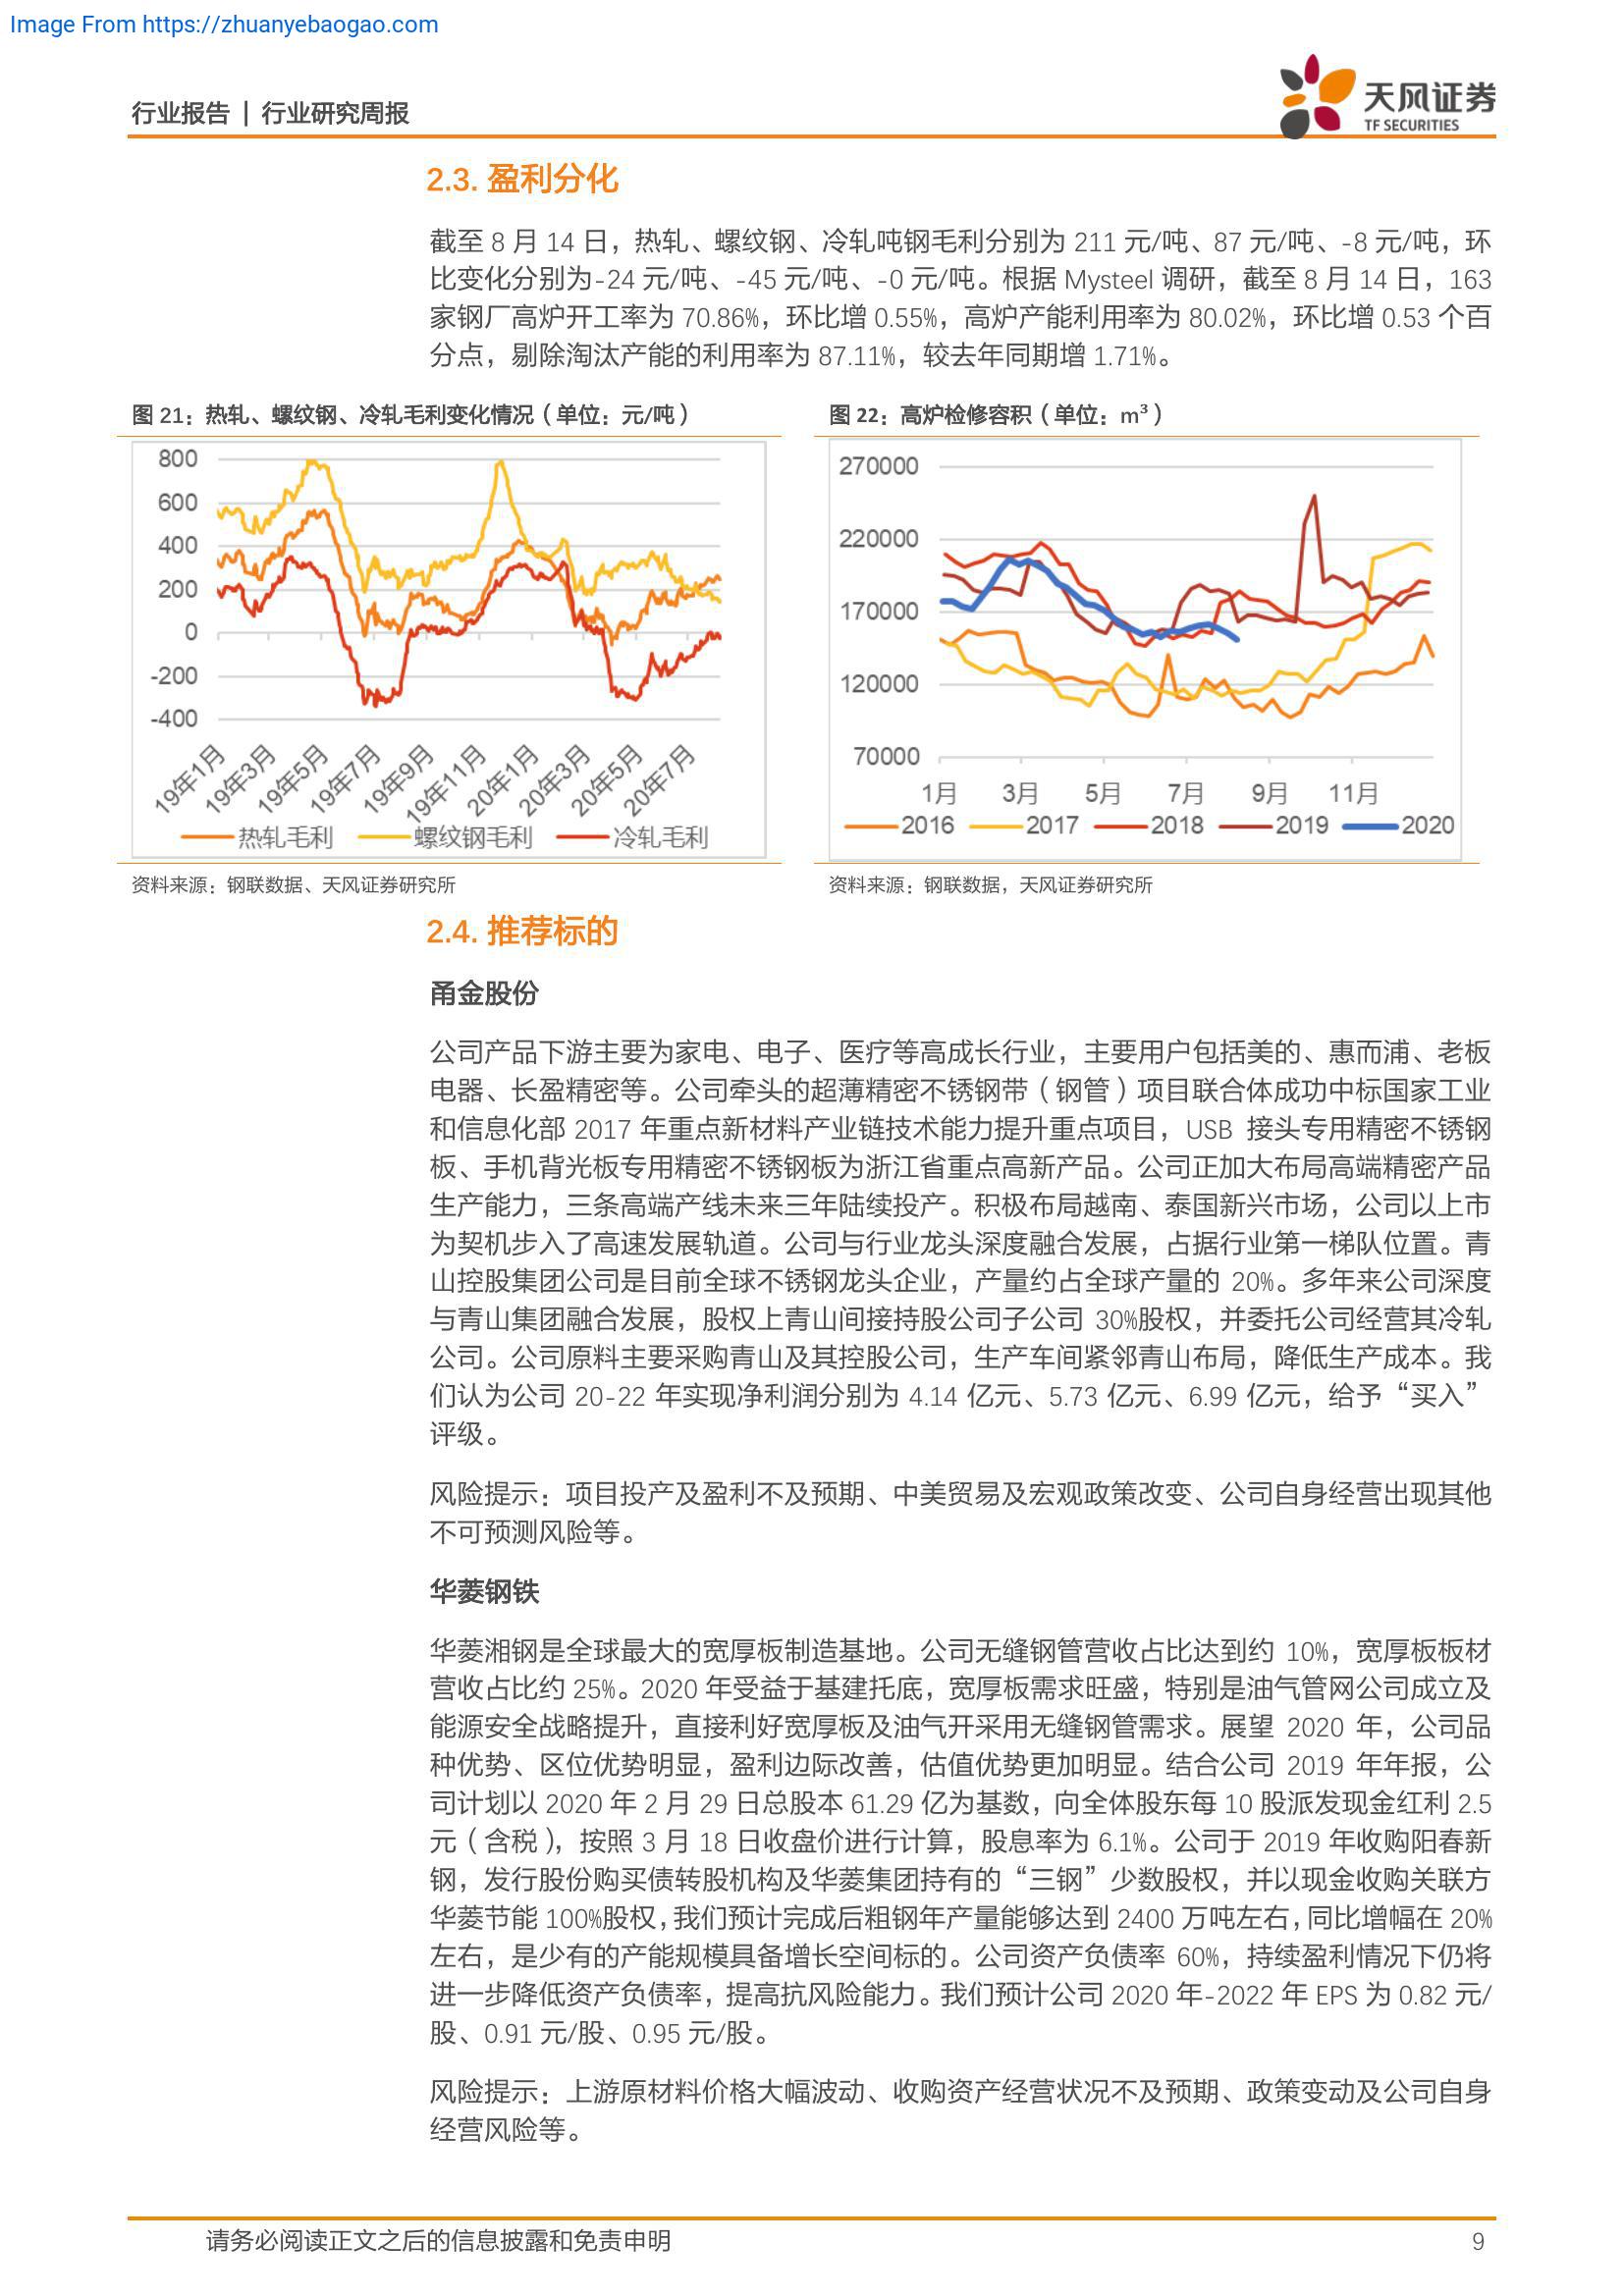 Image From https://zhuanyebaogao.com
行业报告 | 行业研究周报
天风证券
TF SECURITIES
2.3. 盈利分化
截至 8 月 14 日，热轧、螺纹钢、冷轧吨钢毛利分别为 211 元/吨、87 元/吨、-8 元/吨，环
比变化分别为-24 元/吨、-45 元/吨、-0 元/吨。根据 Mysteel 调研，截至 8 月 14 日，163
家钢厂高炉开工率为 70.86%，环比增 0.55%，高炉产能利用率为 80.02%，环比增 0.53 个百
分点，剔除淘汰产能的利用率为 87.11%，较去年同期增 1.71%。
图 21：热轧、螺纹钢、冷轧毛利变化情况（单位：元/吨）
800
600
400
200
0
-200
-400
19年1月
19年3月
19年5月
19年7月
19年9月
19年11月
20年1月
20年3月
20年5月
20年7月
热轧毛利 螺纹钢毛利 冷轧毛利
资料来源：钢联数据、天风证券研究所
图 22：高炉检修容积（单位：m³）
270000
220000
170000
120000
70000
1月 3月 5月 7月 9月 11月
2016 2017 2018 2019 2020
资料来源：钢联数据，天风证券研究所
2.4. 推荐标的
甬金股份
公司产品下游主要为家电、电子、医疗等高成长行业，主要用户包括美的、惠而浦、老板
电器、长盈精密等。公司牵头的超薄精密不锈钢带（钢管）项目联合体成功中标国家工业
和信息化部 2017 年重点新材料产业链技术能力提升重点项目，USB 接头专用精密不锈钢
板、手机背光板专用精密不锈钢板为浙江省重点高新产品。公司正加大布局高端精密产品
生产能力，三条高端产线未来三年陆续投产。积极布局越南、泰国新兴市场，公司以上市
为契机步入了高速发展轨道。公司与行业龙头深度融合发展，占据行业第一梯队位置。青
山控股集团公司是目前全球不锈钢龙头企业，产量约占全球产量的 20%。多年来公司深度
与青山集团融合发展，股权上青山间接持股公司子公司 30%股权，并委托公司经营其冷轧
公司。公司原料主要采购青山及其控股公司，生产车间紧邻青山布局，降低生产成本。我
们认为公司 20-22 年实现净利润分别为 4.14 亿元、5.73 亿元、6.99 亿元，给予“买入”
评级。
风险提示：项目投产及盈利不及预期、中美贸易及宏观政策改变、公司自身经营出现其他
不可预测风险等。
华菱钢铁
华菱湘钢是全球最大的宽厚板制造基地。公司无缝钢管营收占比达到约 10%，宽厚板板材
营收占比约 25%。2020 年受益于基建托底，宽厚板需求旺盛，特别是油气管网公司成立及
能源安全战略提升，直接利好宽厚板及油气开采用无缝钢管需求。展望 2020 年，公司品
种优势、区位优势明显，盈利边际改善，估值优势更加明显。结合公司 2019 年年报，公
司计划以 2020 年 2 月 29 日总股本 61.29 亿为基数，向全体股东每 10 股派发现金红利 2.5
元（含税），按照 3 月 18 日收盘价进行计算，股息率为 6.1%。公司于 2019 年收购阳春新
钢，发行股份购买债转股机构及华菱集团持有的“三钢”少数股权，并以现金收购关联方
华菱节能 100%股权，我们预计完成后粗钢年产量能够达到 2400 万吨左右，同比增幅在 20%
左右，是少有的产能规模具备增长空间标的。公司资产负债率 60%，持续盈利情况下仍将
进一步降低资产负债率，提高抗风险能力。我们预计公司 2020 年-2022 年 EPS 为 0.82 元/
股、0.91 元/股、0.95 元/股。
风险提示：上游原材料价格大幅波动、收购资产经营状况不及预期、政策变动及公司自身
经营风险等。
请务必阅读正文之后的信息披露和免责申明 9